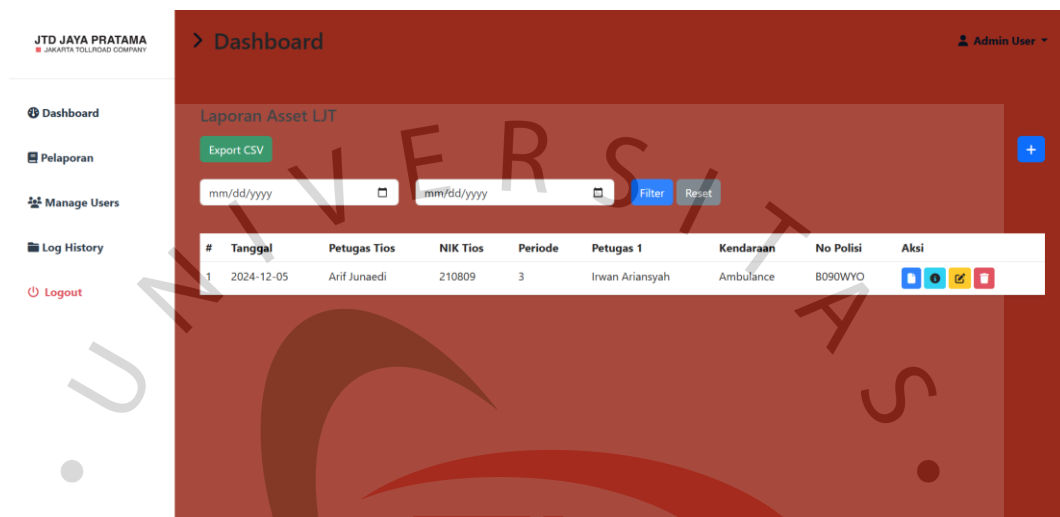 JTD JAYA PRATAMA
JAKARTA TOLLROAD COMPANY
Dashboard
Admin User
Dashboard
Pelaporan
Manage Users
Log History
Logout
Laporan Asset LJT
Export CSV
+
mm/dd/yyyy mm/dd/yyyy Filter Reset
# Tanggal Petugas Tios NIK Tios Periode Petugas 1 Kendaraan No Polisi Aksi
1 2024-12-05 Arif Junaedi 210809 3 Irwan Ariansyah Ambulance B090WYO
UNIVERSITAS